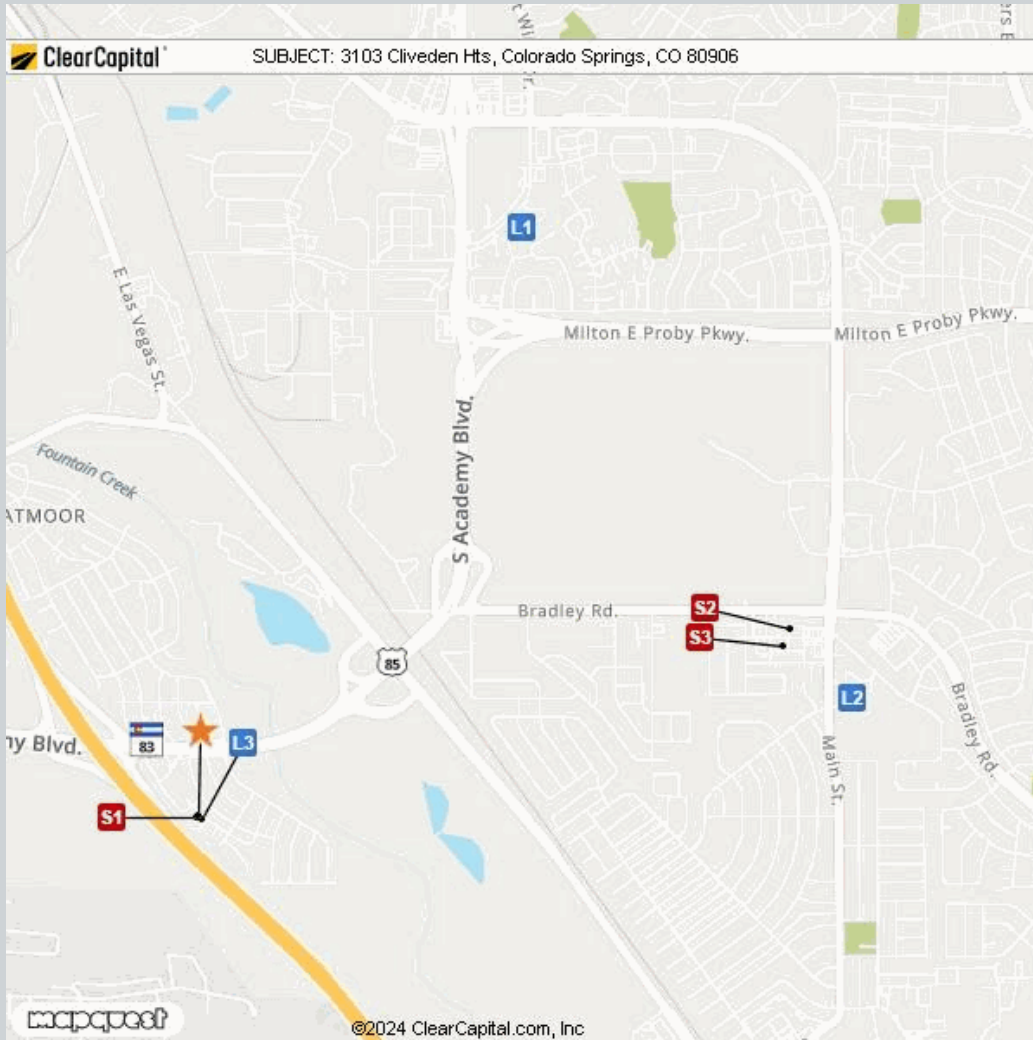 ClearCapital®
SUBJECT: 3103 Cliveden Hts, Colorado Springs, CO 80906
L1
E Las Vegas St.
Milton E Proby Pkwy.
Milton E Proby Pkwy.
S Academy Blvd.
Fountain Creek
ATMOOR
Bradley Rd.
S2
S3
85
L2
Bradley Rd.
83
ny Blvd.
L3
Main St.
S1
mapquest
©2024 ClearCapital.com, Inc